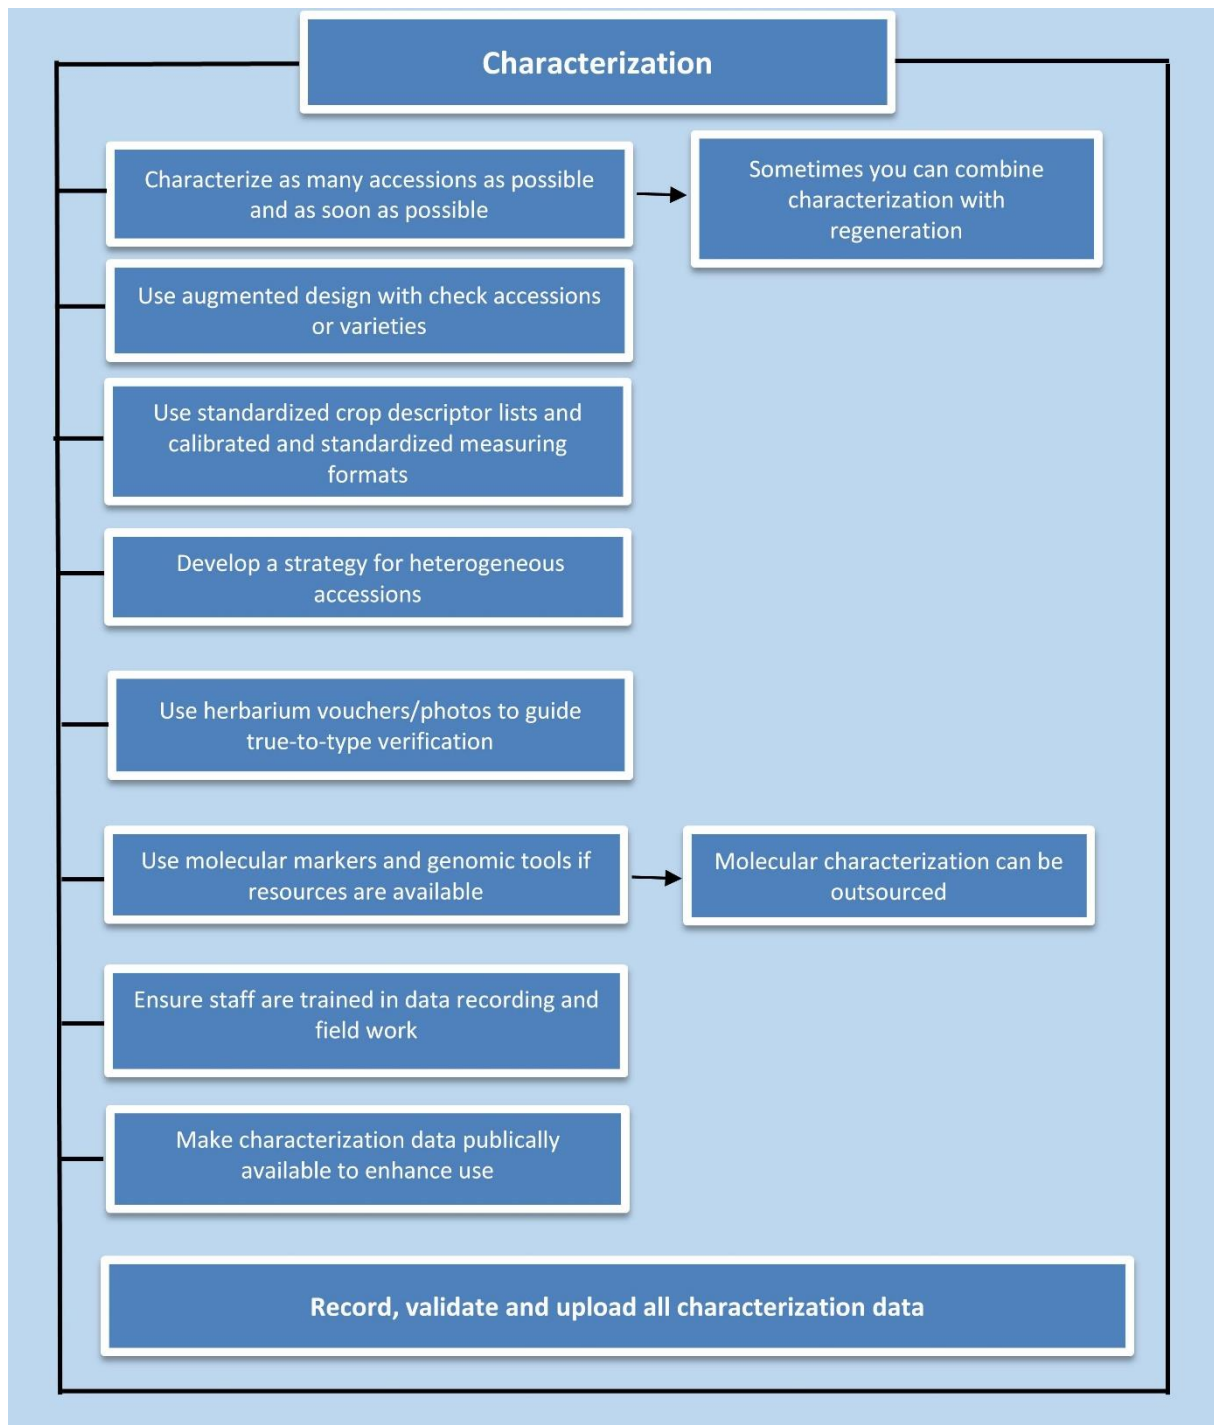 Characterization
Characterize as many accessions as possible
and as soon as possible
Sometimes you can combine
characterization with
regeneration
Use augmented design with check accessions
or varieties
Use standardized crop descriptor lists and
calibrated and standardized measuring
formats
Develop a strategy for heterogeneous
accessions
Use herbarium vouchers/photos to guide
true-to-type verification
Use molecular markers and genomic tools if
resources are available
Molecular characterization can be
outsourced
Ensure staff are trained in data recording and
field work
Make characterization data publically
available to enhance use
Record, validate and upload all characterization data